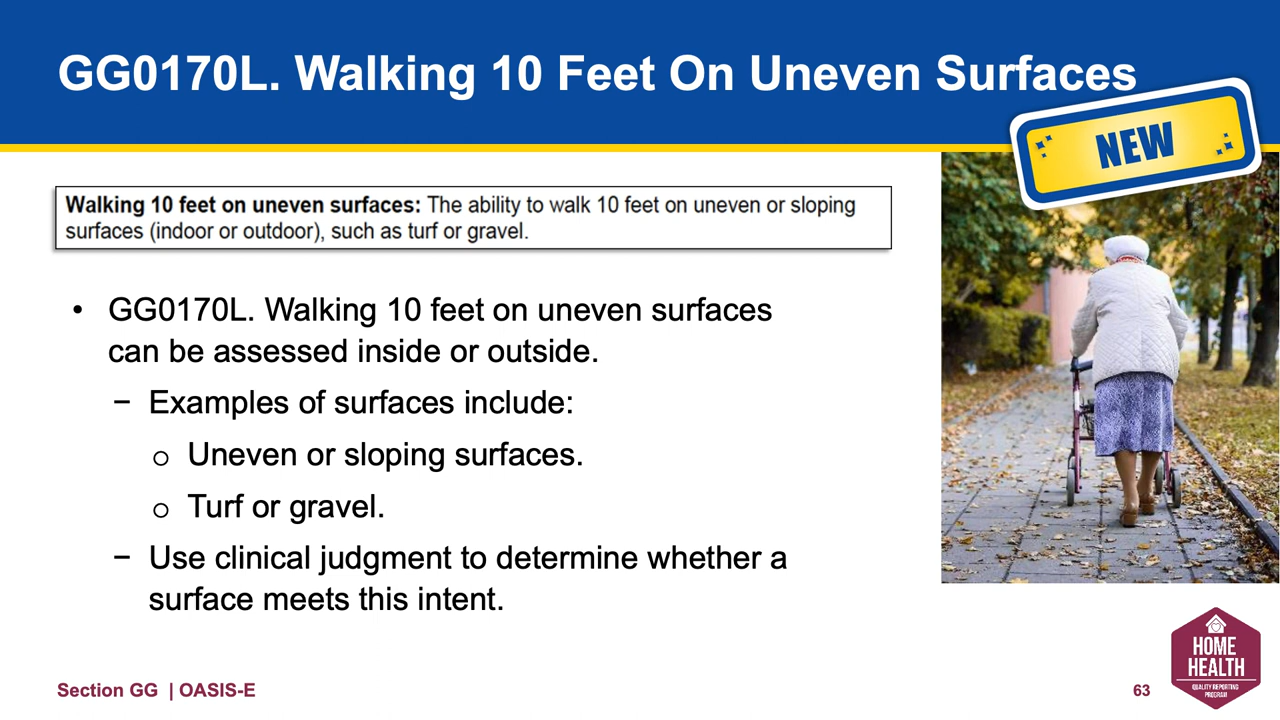 GG0170L. Walking 10 Feet On Uneven Surfaces
NEW
Walking 10 feet on uneven surfaces: The ability to walk 10 feet on uneven or sloping
surfaces (indoor or outdoor), such as turf or gravel.
• GG0170L. Walking 10 feet on uneven surfaces
can be assessed inside or outside.
− Examples of surfaces include:
o Uneven or sloping surfaces.
o Turf or gravel.
− Use clinical judgment to determine whether a
surface meets this intent.
Section GG | OASIS-E
63
HOME
HEALTH
QUALITY REPORTING
PROGRAM